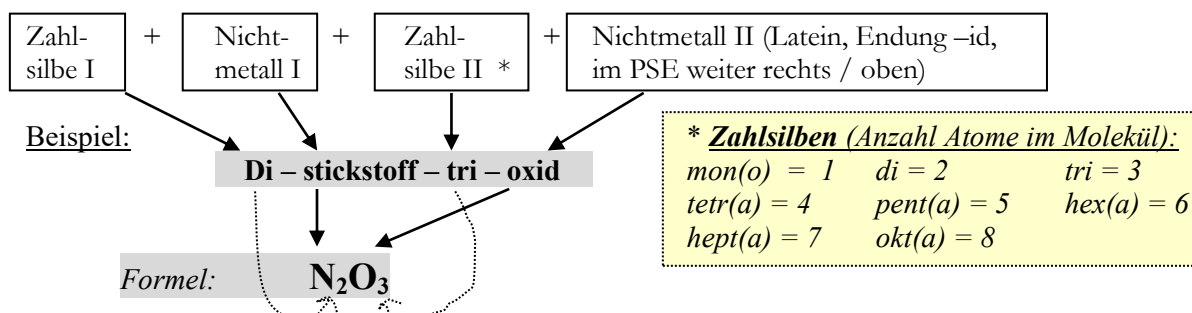 Zahl-
silbe I
+
Nicht-
metall I
+
Zahl-
silbe II *
+
Nichtmetall II (Latein, Endung –id,
im PSE weiter rechts / oben)
Beispiel:
Di – stickstoff – tri – oxid
Formel: N₂O₃
* Zahlsilben (Anzahl Atome im Molekül):
mon(o) = 1 di = 2 tri = 3
tetr(a) = 4 pent(a) = 5 hex(a) = 6
hept(a) = 7 okt(a) = 8